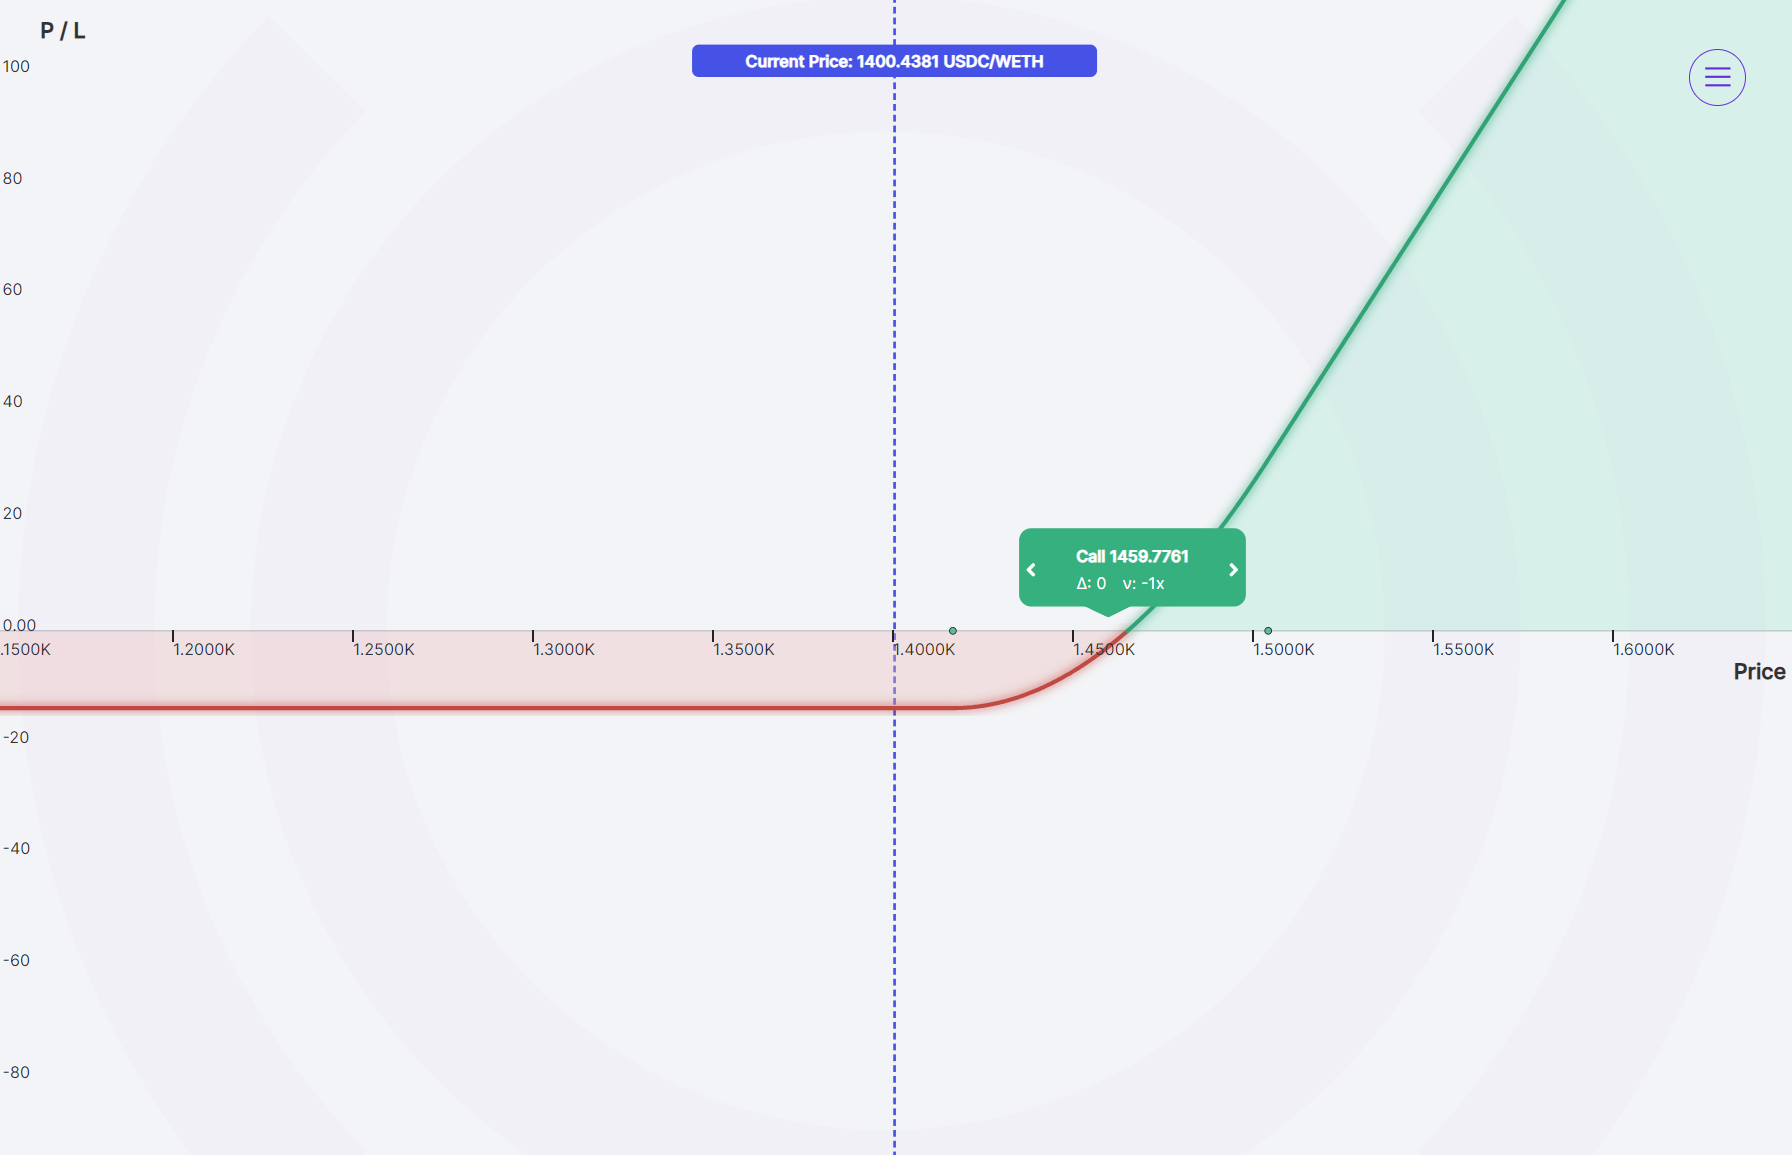 P / L
Current Price: 1400.4381 USDC/WETH
100
80
60
40
20
Call 1459.7761
Δ: 0 ν: -1x
0.00
.1500K 1.2000K 1.2500K 1.3000K 1.3500K 1.4000K 1.4500K 1.5000K 1.5500K 1.6000K
Price
-20
-40
-60
-80